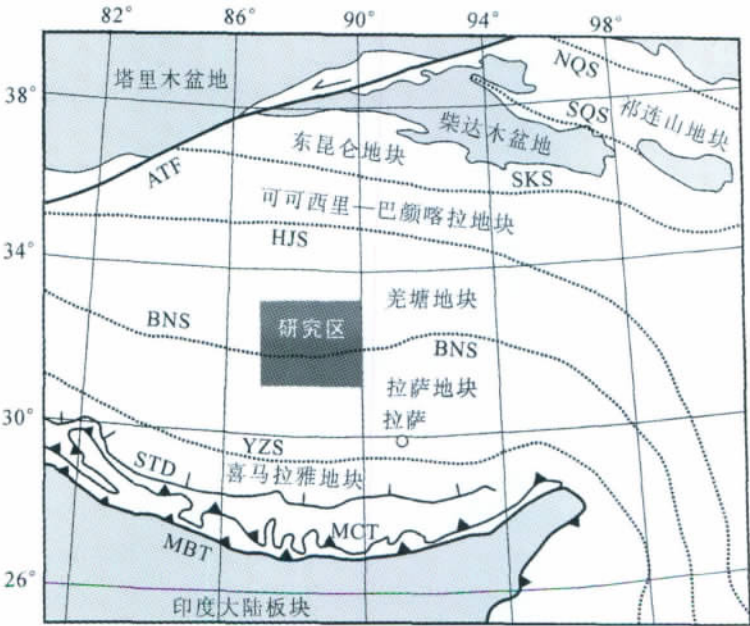 82° 86° 90° 94° 98°
塔里木盆地
NQS
38°
SQS
祁连山地块
柴达木盆地
东昆仑地块
ATF
SKS
可可西里—巴颜喀拉地块
HJS
34°
羌塘地块
BNS
研究区
BNS
拉萨地块
30°
拉萨
YZS
STD
喜马拉雅地块
MCT
MBT
26°
印度大陆板块